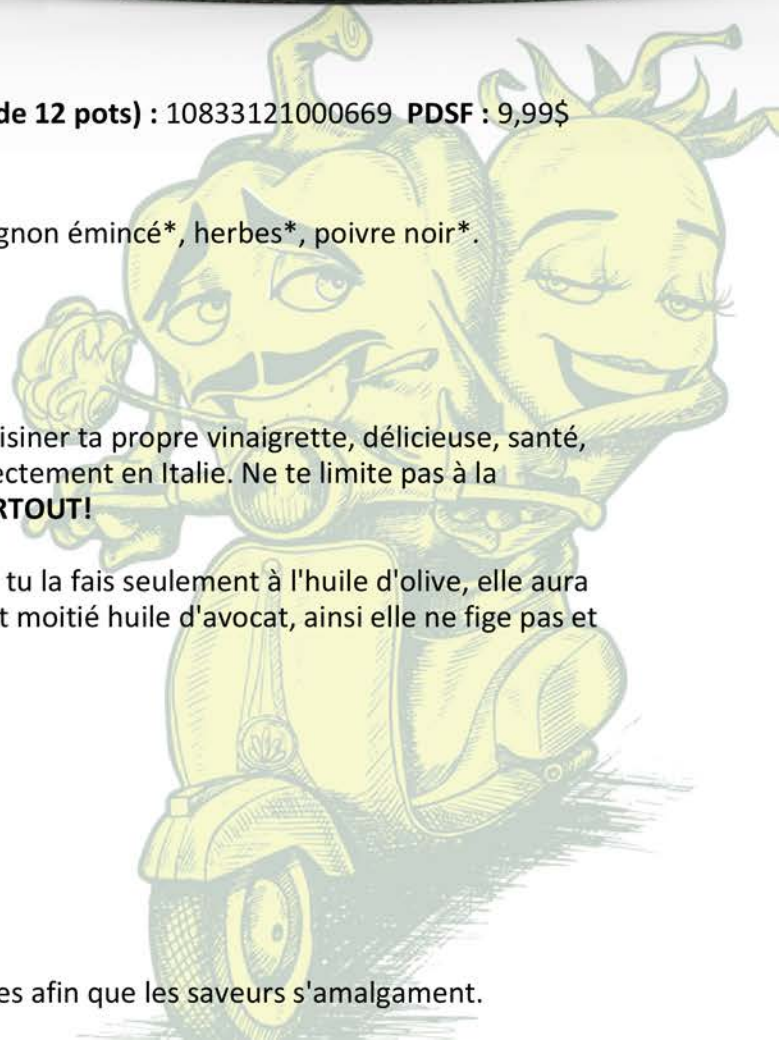 de 12 pots) : 10833121000669 PDSF : 9,99$
gnon émincé*, herbes*, poivre noir*.
isiner ta propre vinaigrette, délicieuse, santé,
ectement en Italie. Ne te limite pas à la
RTOUT!
tu la fais seulement à l'huile d'olive, elle aura
t moitié huile d'avocat, ainsi elle ne fige pas et
es afin que les saveurs s'amalgament.